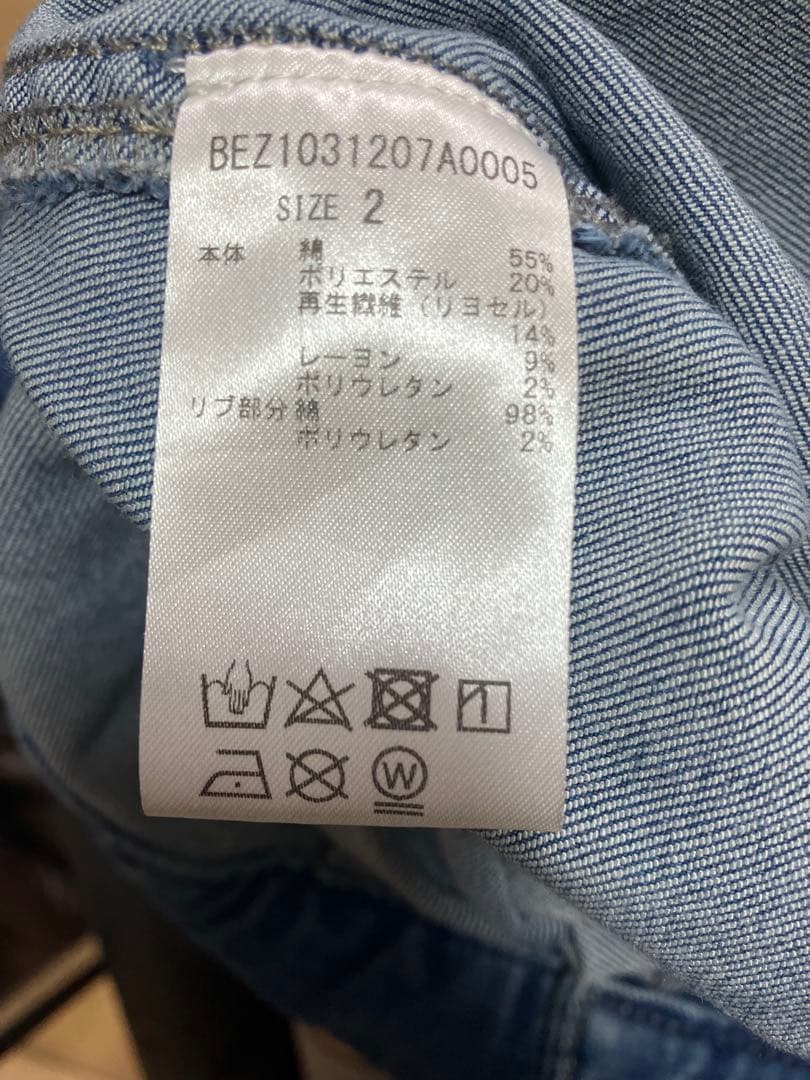 BEZ1031207A0005
SIZE 2
本体 綿 55%
ポリエステル 20%
再生繊維(リヨセル)
14%
レーヨン 9%
ポリウレタン 2%
リブ部分 綿 98%
ポリウレタン 2%
W